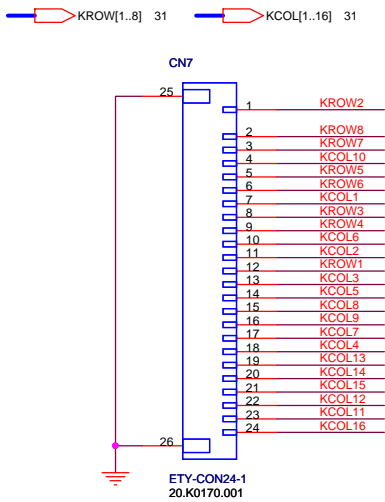 KROW[1..8] 31 KCOL[1..16] 31
CN7
25
1 KROW2
2 KROW8
3 KROW7
4 KCOL10
5 KROW5
6 KROW6
7 KCOL1
8 KROW3
9 KROW4
10 KCOL6
11 KCOL2
12 KROW1
13 KCOL3
14 KCOL5
15 KCOL8
16 KCOL9
17 KCOL7
18 KCOL4
19 KCOL13
20 KCOL14
21 KCOL15
22 KCOL12
23 KCOL11
24 KCOL16
26
ETY-CON24-1
20.K0170.001